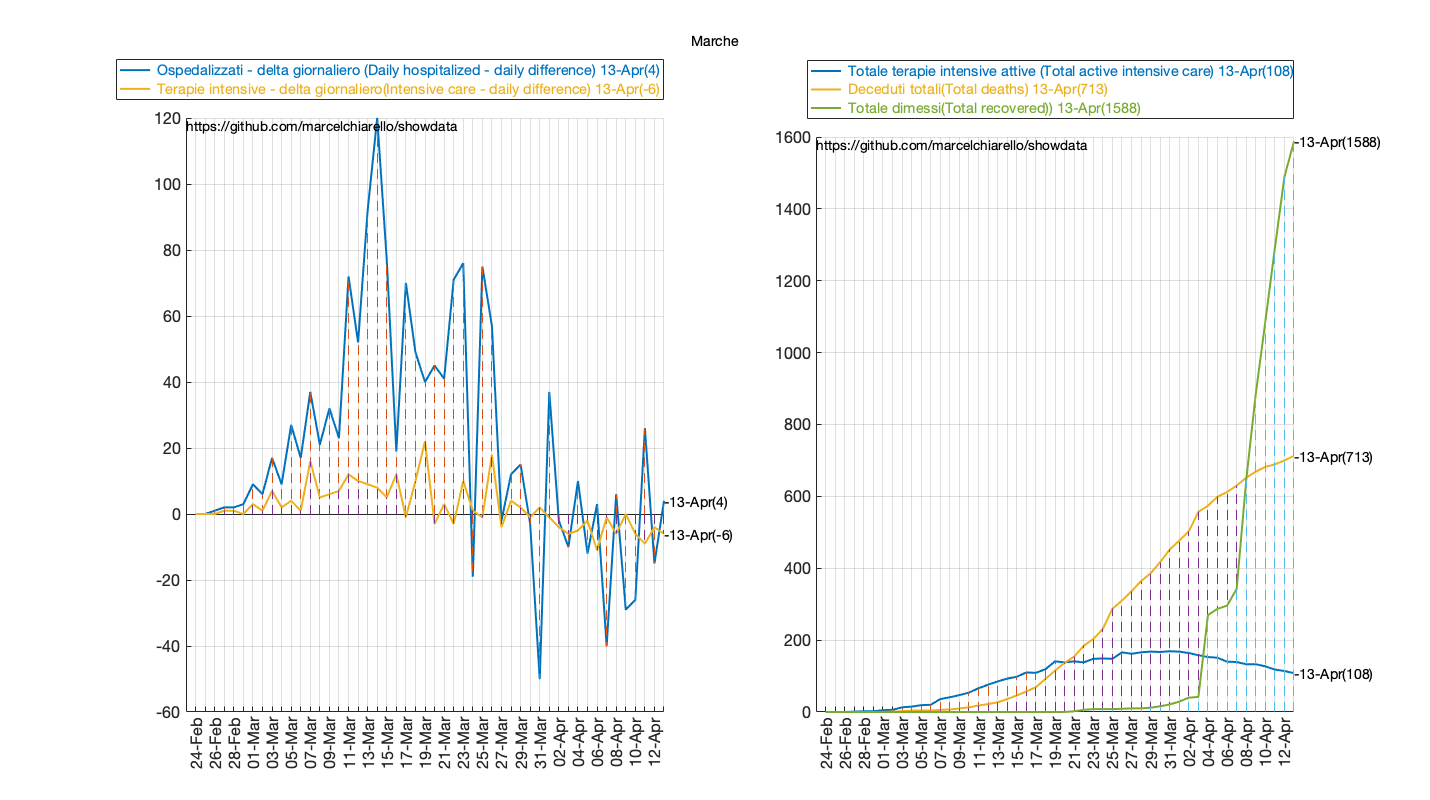 Marche
Ospedalizzati - delta giornaliero (Daily hospitalized - daily difference) 13-Apr(4)
Terapie intensive - delta giornaliero(Intensive care - daily difference) 13-Apr(-6)
https://github.com/marcelchiarello/showdata
120
100
80
60
40
20
0
-20
-40
-60
-13-Apr(4)
-13-Apr(-6)
24-Feb
26-Feb
28-Feb
01-Mar
03-Mar
05-Mar
07-Mar
09-Mar
11-Mar
13-Mar
15-Mar
17-Mar
19-Mar
21-Mar
23-Mar
25-Mar
27-Mar
29-Mar
31-Mar
02-Apr
04-Apr
06-Apr
08-Apr
10-Apr
12-Apr
Totale terapie intensive attive (Total active intensive care) 13-Apr(108)
Deceduti totali(Total deaths) 13-Apr(713)
Totale dimessi(Total recovered)) 13-Apr(1588)
https://github.com/marcelchiarello/showdata
1600
1400
1200
1000
800
600
400
200
0
-13-Apr(1588)
-13-Apr(713)
-13-Apr(108)
24-Feb
26-Feb
28-Feb
01-Mar
03-Mar
05-Mar
07-Mar
09-Mar
11-Mar
13-Mar
15-Mar
17-Mar
19-Mar
21-Mar
23-Mar
25-Mar
27-Mar
29-Mar
31-Mar
02-Apr
04-Apr
06-Apr
08-Apr
10-Apr
12-Apr